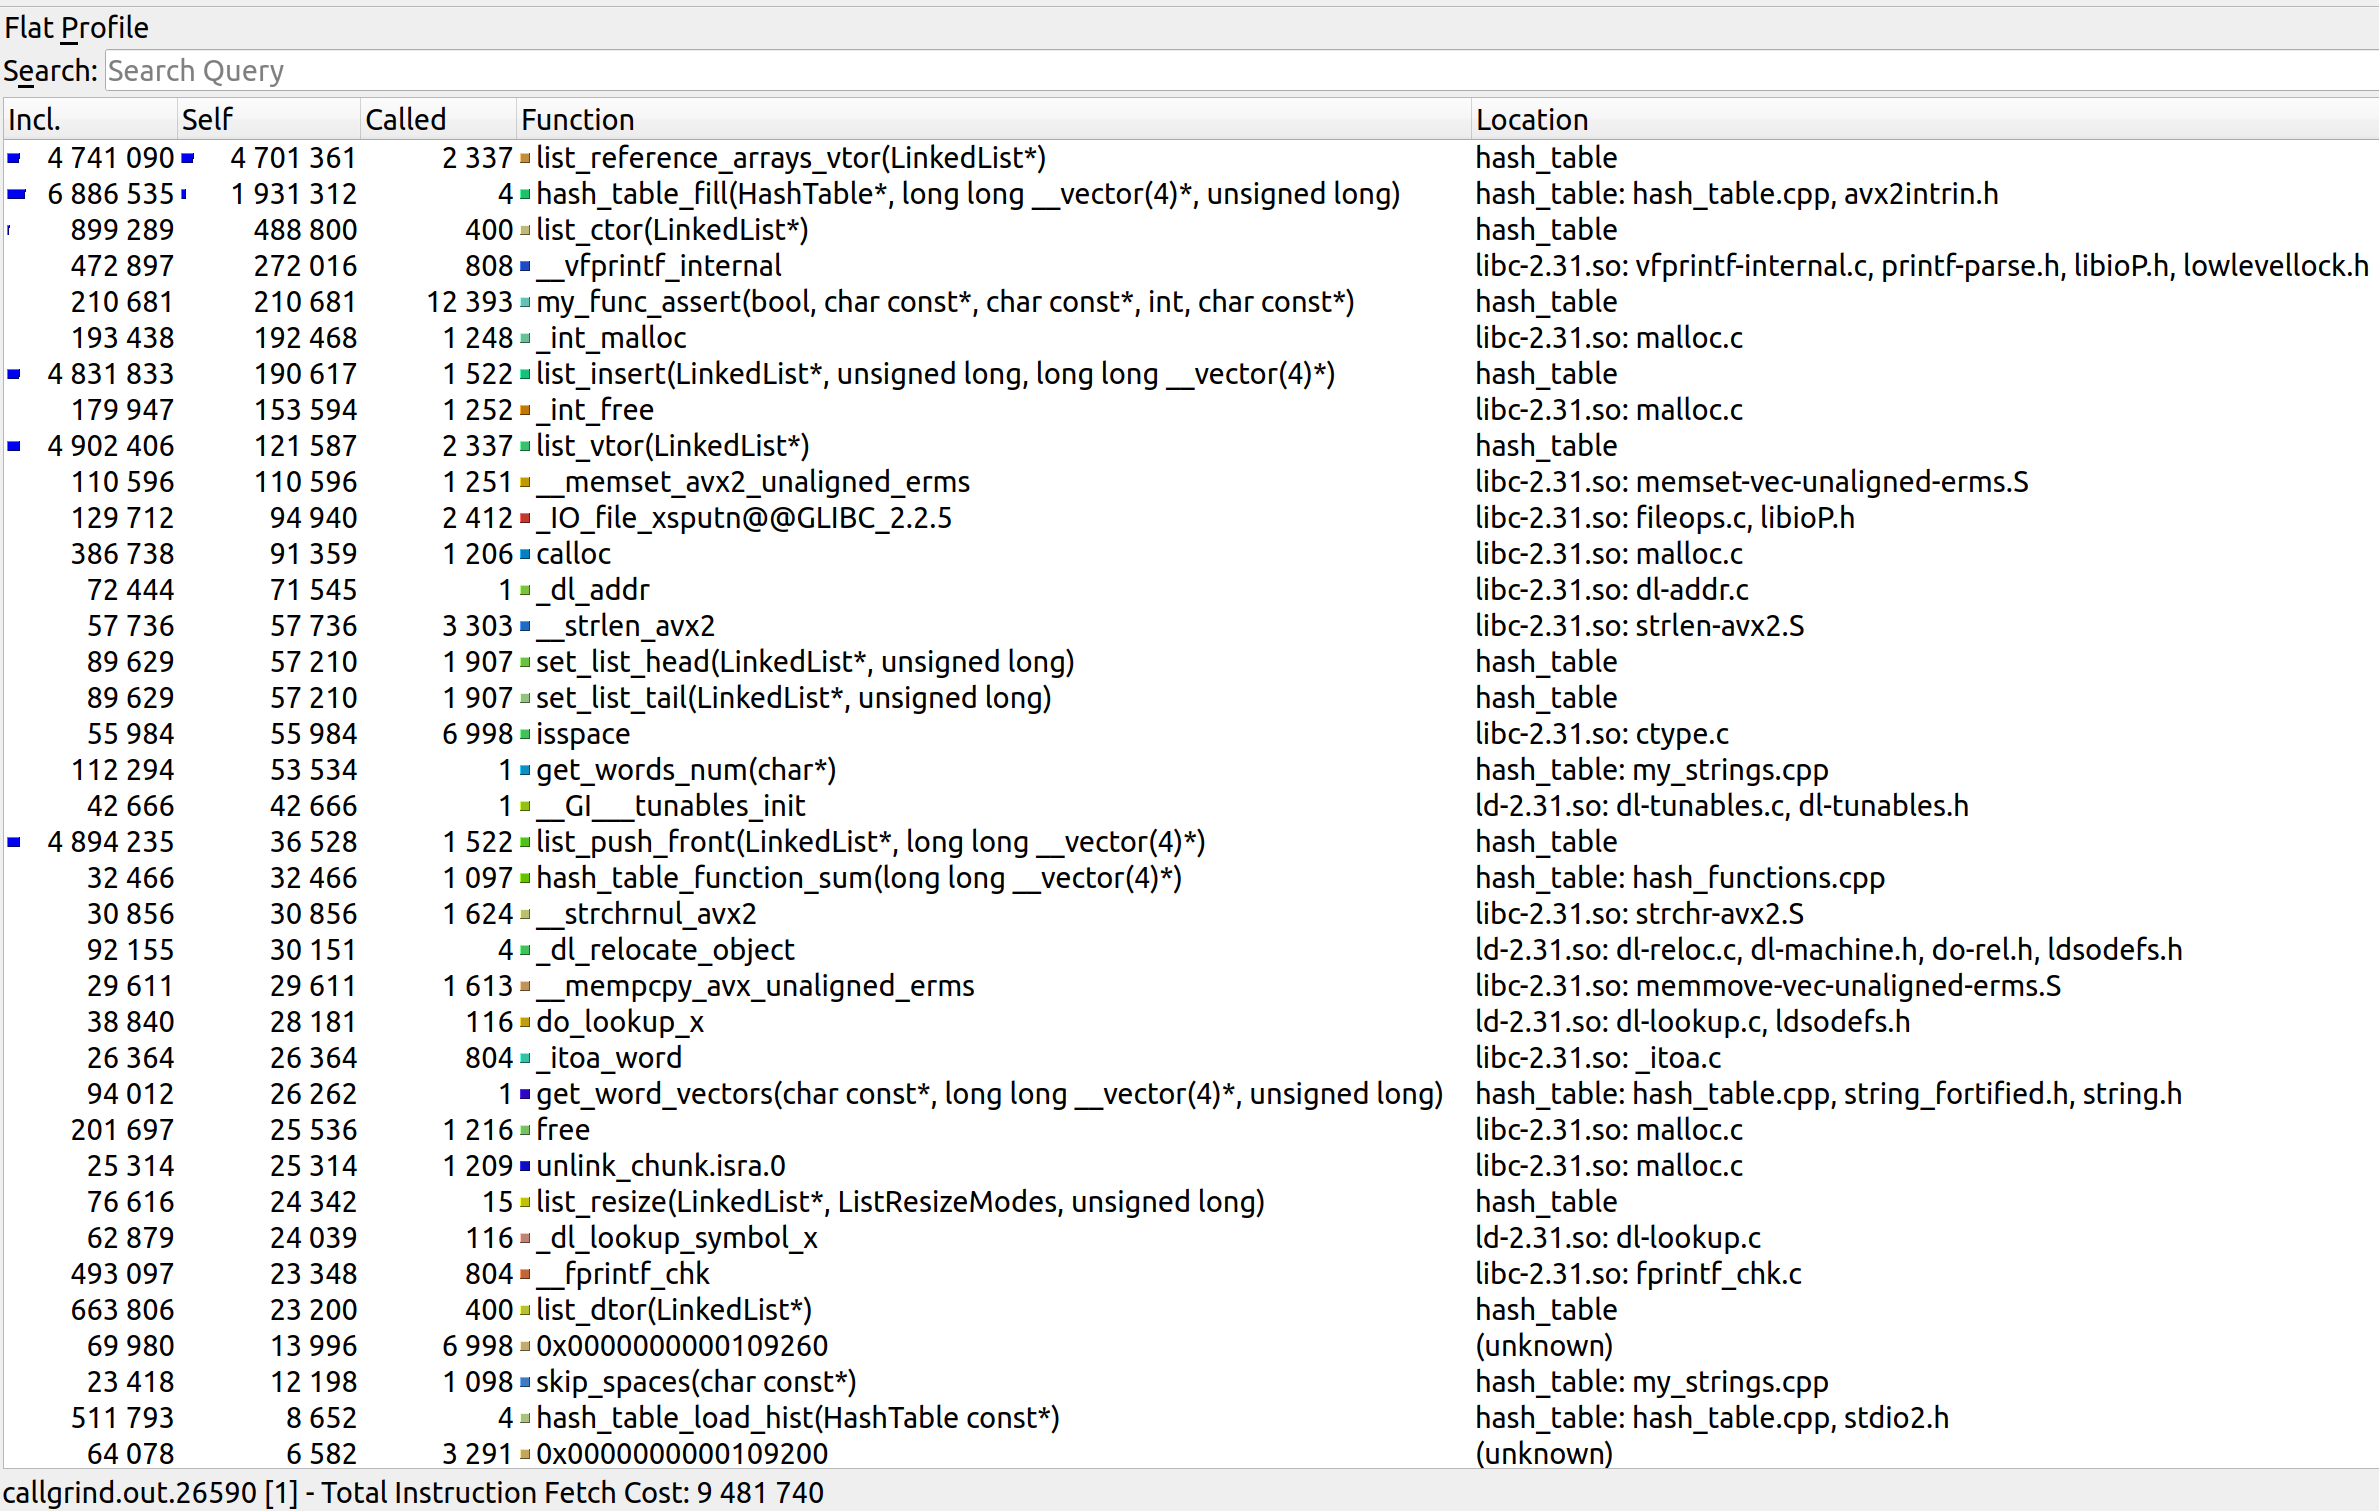 Flat Profile
Search: Search Query
Incl. Self Called Function Location
4 741 090 4 701 361 2 337 list_reference_arrays_vtor(LinkedList*) hash_table
6 886 535 1 931 312 4 hash_table_fill(HashTable*, long long __vector(4)*, unsigned long) hash_table: hash_table.cpp, avx2intrin.h
899 289 488 800 400 list_ctor(LinkedList*) hash_table
472 897 272 016 808 __vfprintf_internal libc-2.31.so: vfprintf-internal.c, printf-parse.h, libioP.h, lowlevellock.h
210 681 210 681 12 393 my_func_assert(bool, char const*, char const*, int, char const*) hash_table
193 438 192 468 1 248 _int_malloc libc-2.31.so: malloc.c
4 831 833 190 617 1 522 list_insert(LinkedList*, unsigned long, long long __vector(4)*) hash_table
179 947 153 594 1 252 _int_free libc-2.31.so: malloc.c
4 902 406 121 587 2 337 list_vtor(LinkedList*) hash_table
110 596 110 596 1 251 __memset_avx2_unaligned_erms libc-2.31.so: memset-vec-unaligned-erms.S
129 712 94 940 2 412 _IO_file_xsputn@@GLIBC_2.2.5 libc-2.31.so: fileops.c, libioP.h
386 738 91 359 1 206 calloc libc-2.31.so: malloc.c
72 444 71 545 1 _dl_addr libc-2.31.so: dl-addr.c
57 736 57 736 3 303 __strlen_avx2 libc-2.31.so: strlen-avx2.S
89 629 57 210 1 907 set_list_head(LinkedList*, unsigned long) hash_table
89 629 57 210 1 907 set_list_tail(LinkedList*, unsigned long) hash_table
55 984 55 984 6 998 isspace libc-2.31.so: ctype.c
112 294 53 534 1 get_words_num(char*) hash_table: my_strings.cpp
42 666 42 666 1 __GI___tunables_init ld-2.31.so: dl-tunables.c, dl-tunables.h
4 894 235 36 528 1 522 list_push_front(LinkedList*, long long __vector(4)*) hash_table
32 466 32 466 1 097 hash_table_function_sum(long long __vector(4)*) hash_table: hash_functions.cpp
30 856 30 856 1 624 __strchrnul_avx2 libc-2.31.so: strchr-avx2.S
92 155 30 151 4 _dl_relocate_object ld-2.31.so: dl-reloc.c, dl-machine.h, do-rel.h, ldsodefs.h
29 611 29 611 1 613 __mempcpy_avx_unaligned_erms libc-2.31.so: memmove-vec-unaligned-erms.S
38 840 28 181 116 do_lookup_x ld-2.31.so: dl-lookup.c, ldsodefs.h
26 364 26 364 804 _itoa_word libc-2.31.so: _itoa.c
94 012 26 262 1 get_word_vectors(char const*, long long __vector(4)*, unsigned long) hash_table: hash_table.cpp, string_fortified.h, string.h
201 697 25 536 1 216 free libc-2.31.so: malloc.c
25 314 25 314 1 209 unlink_chunk.isra.0 libc-2.31.so: malloc.c
76 616 24 342 15 list_resize(LinkedList*, ListResizeModes, unsigned long) hash_table
62 879 24 039 116 _dl_lookup_symbol_x ld-2.31.so: dl-lookup.c
493 097 23 348 804 __fprintf_chk libc-2.31.so: fprintf_chk.c
663 806 23 200 400 list_dtor(LinkedList*) hash_table
69 980 13 996 6 998 0x0000000000109260 (unknown)
23 418 12 198 1 098 skip_spaces(char const*) hash_table: my_strings.cpp
511 793 8 652 4 hash_table_load_hist(HashTable const*) hash_table: hash_table.cpp, stdio2.h
64 078 6 582 3 291 0x0000000000109200 (unknown)
callgrind.out.26590 [1] - Total Instruction Fetch Cost: 9 481 740